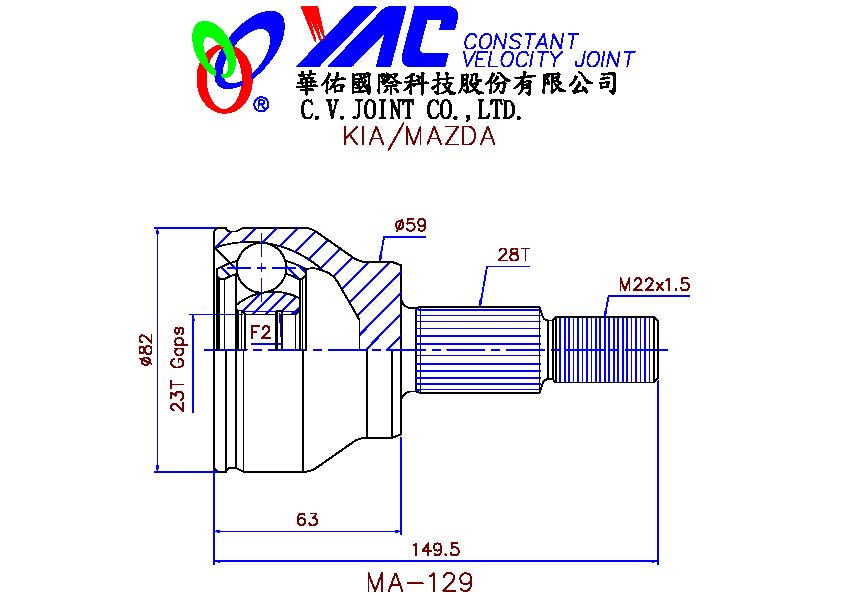 YAC CONSTANT
VELOCITY JOINT
®
華佑國際科技股份有限公司
C.V.JOINT CO.,LTD.
KIA/MAZDA
ø59
28T
M22x1.5
F2
ø82
23T Gaps
63
149.5
MA-129